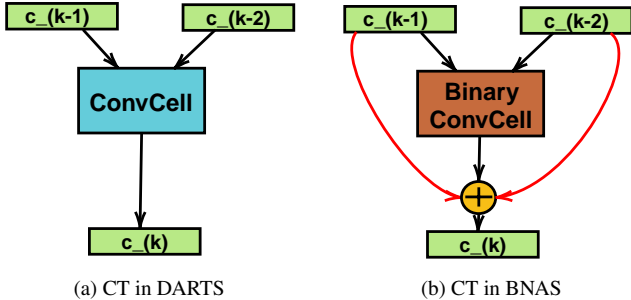 c_(k-1)
c_(k-2)
ConvCell
c_(k)
(a) CT in DARTS
c_(k-1)
c_(k-2)
Binary
ConvCell
c_(k)
(b) CT in BNAS